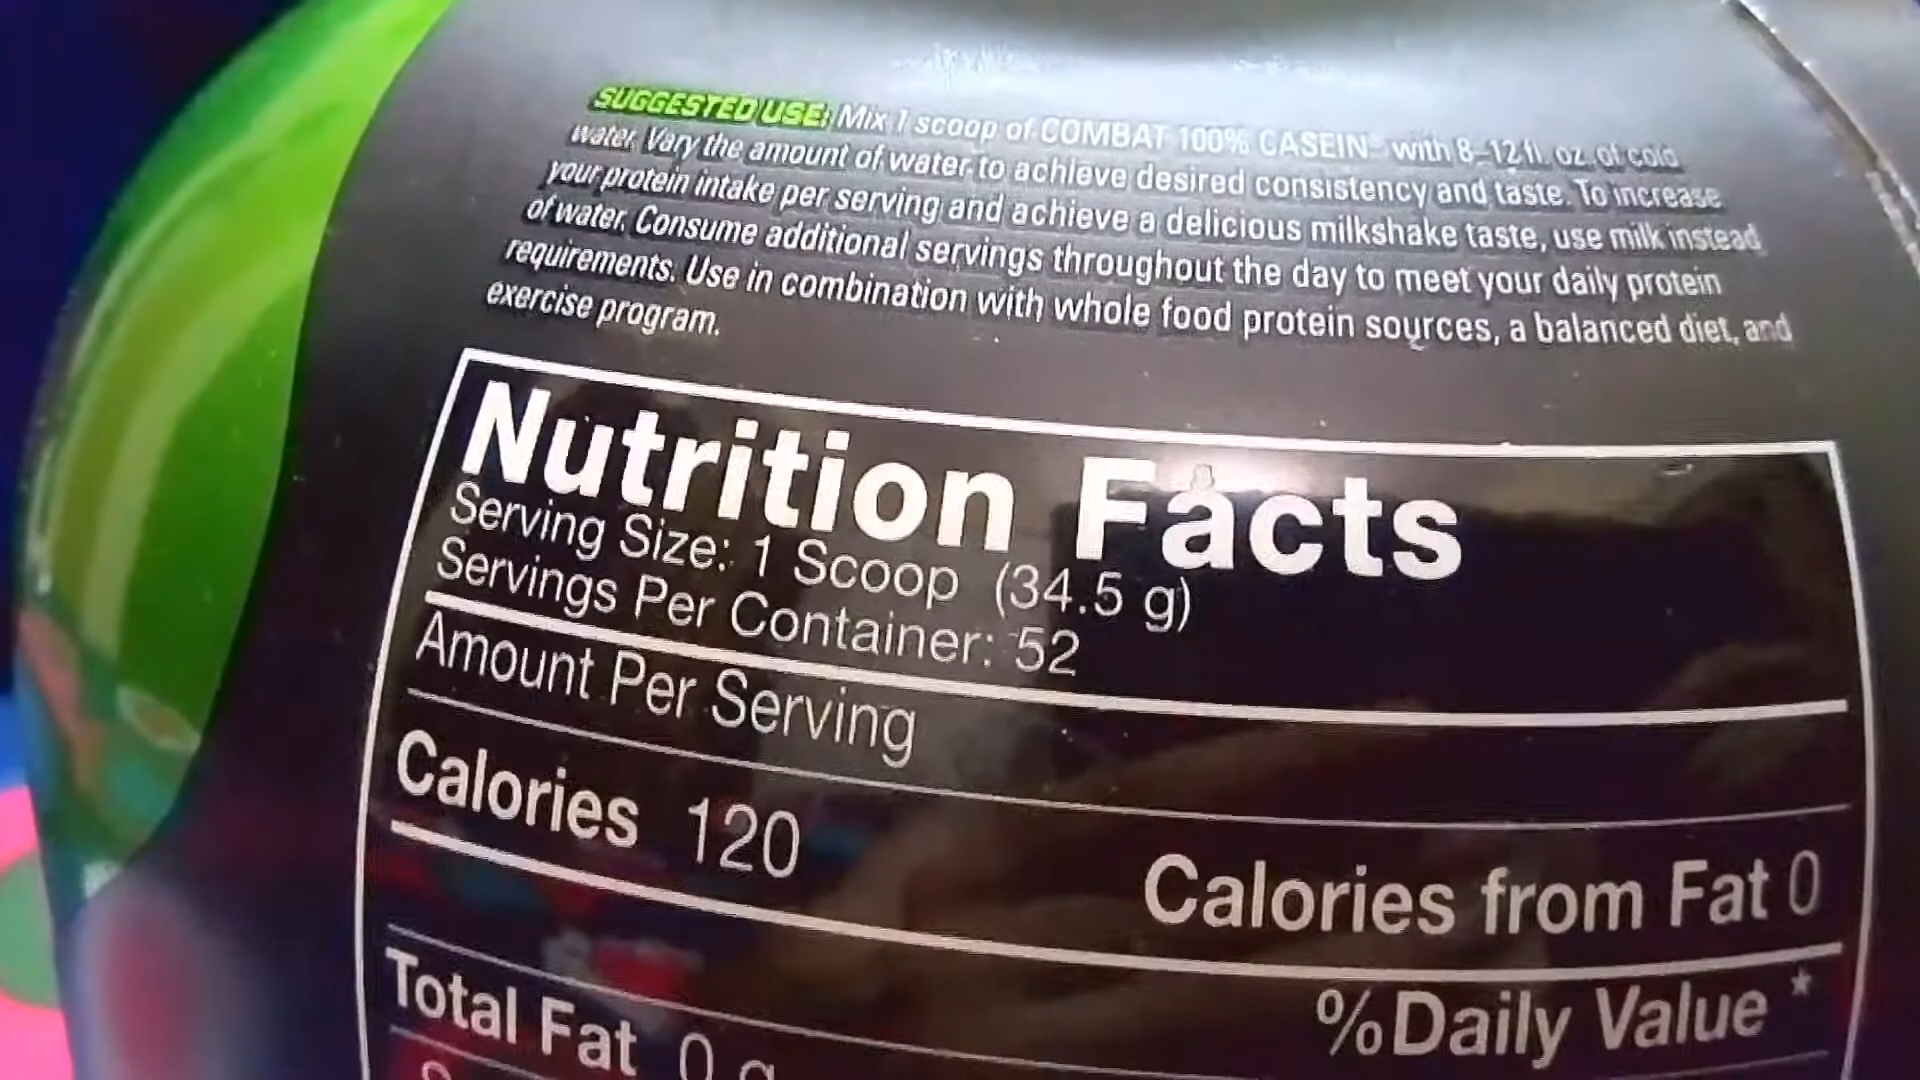 SUGGESTED USE: Mix 1 scoop of COMBAT 100% CASEIN™ with 8–12 fl. oz. of cold
water. Vary the amount of water to achieve desired consistency and taste. To increase
your protein intake per serving and achieve a delicious milkshake taste, use milk instead
of water. Consume additional servings throughout the day to meet your daily protein
requirements. Use in combination with whole food protein sources, a balanced diet, and
exercise program.
Nutrition Facts
Serving Size: 1 Scoop (34.5 g)
Servings Per Container: 52
Amount Per Serving
Calories 120
Calories from Fat 0
%Daily Value *
Total Fat 0 g